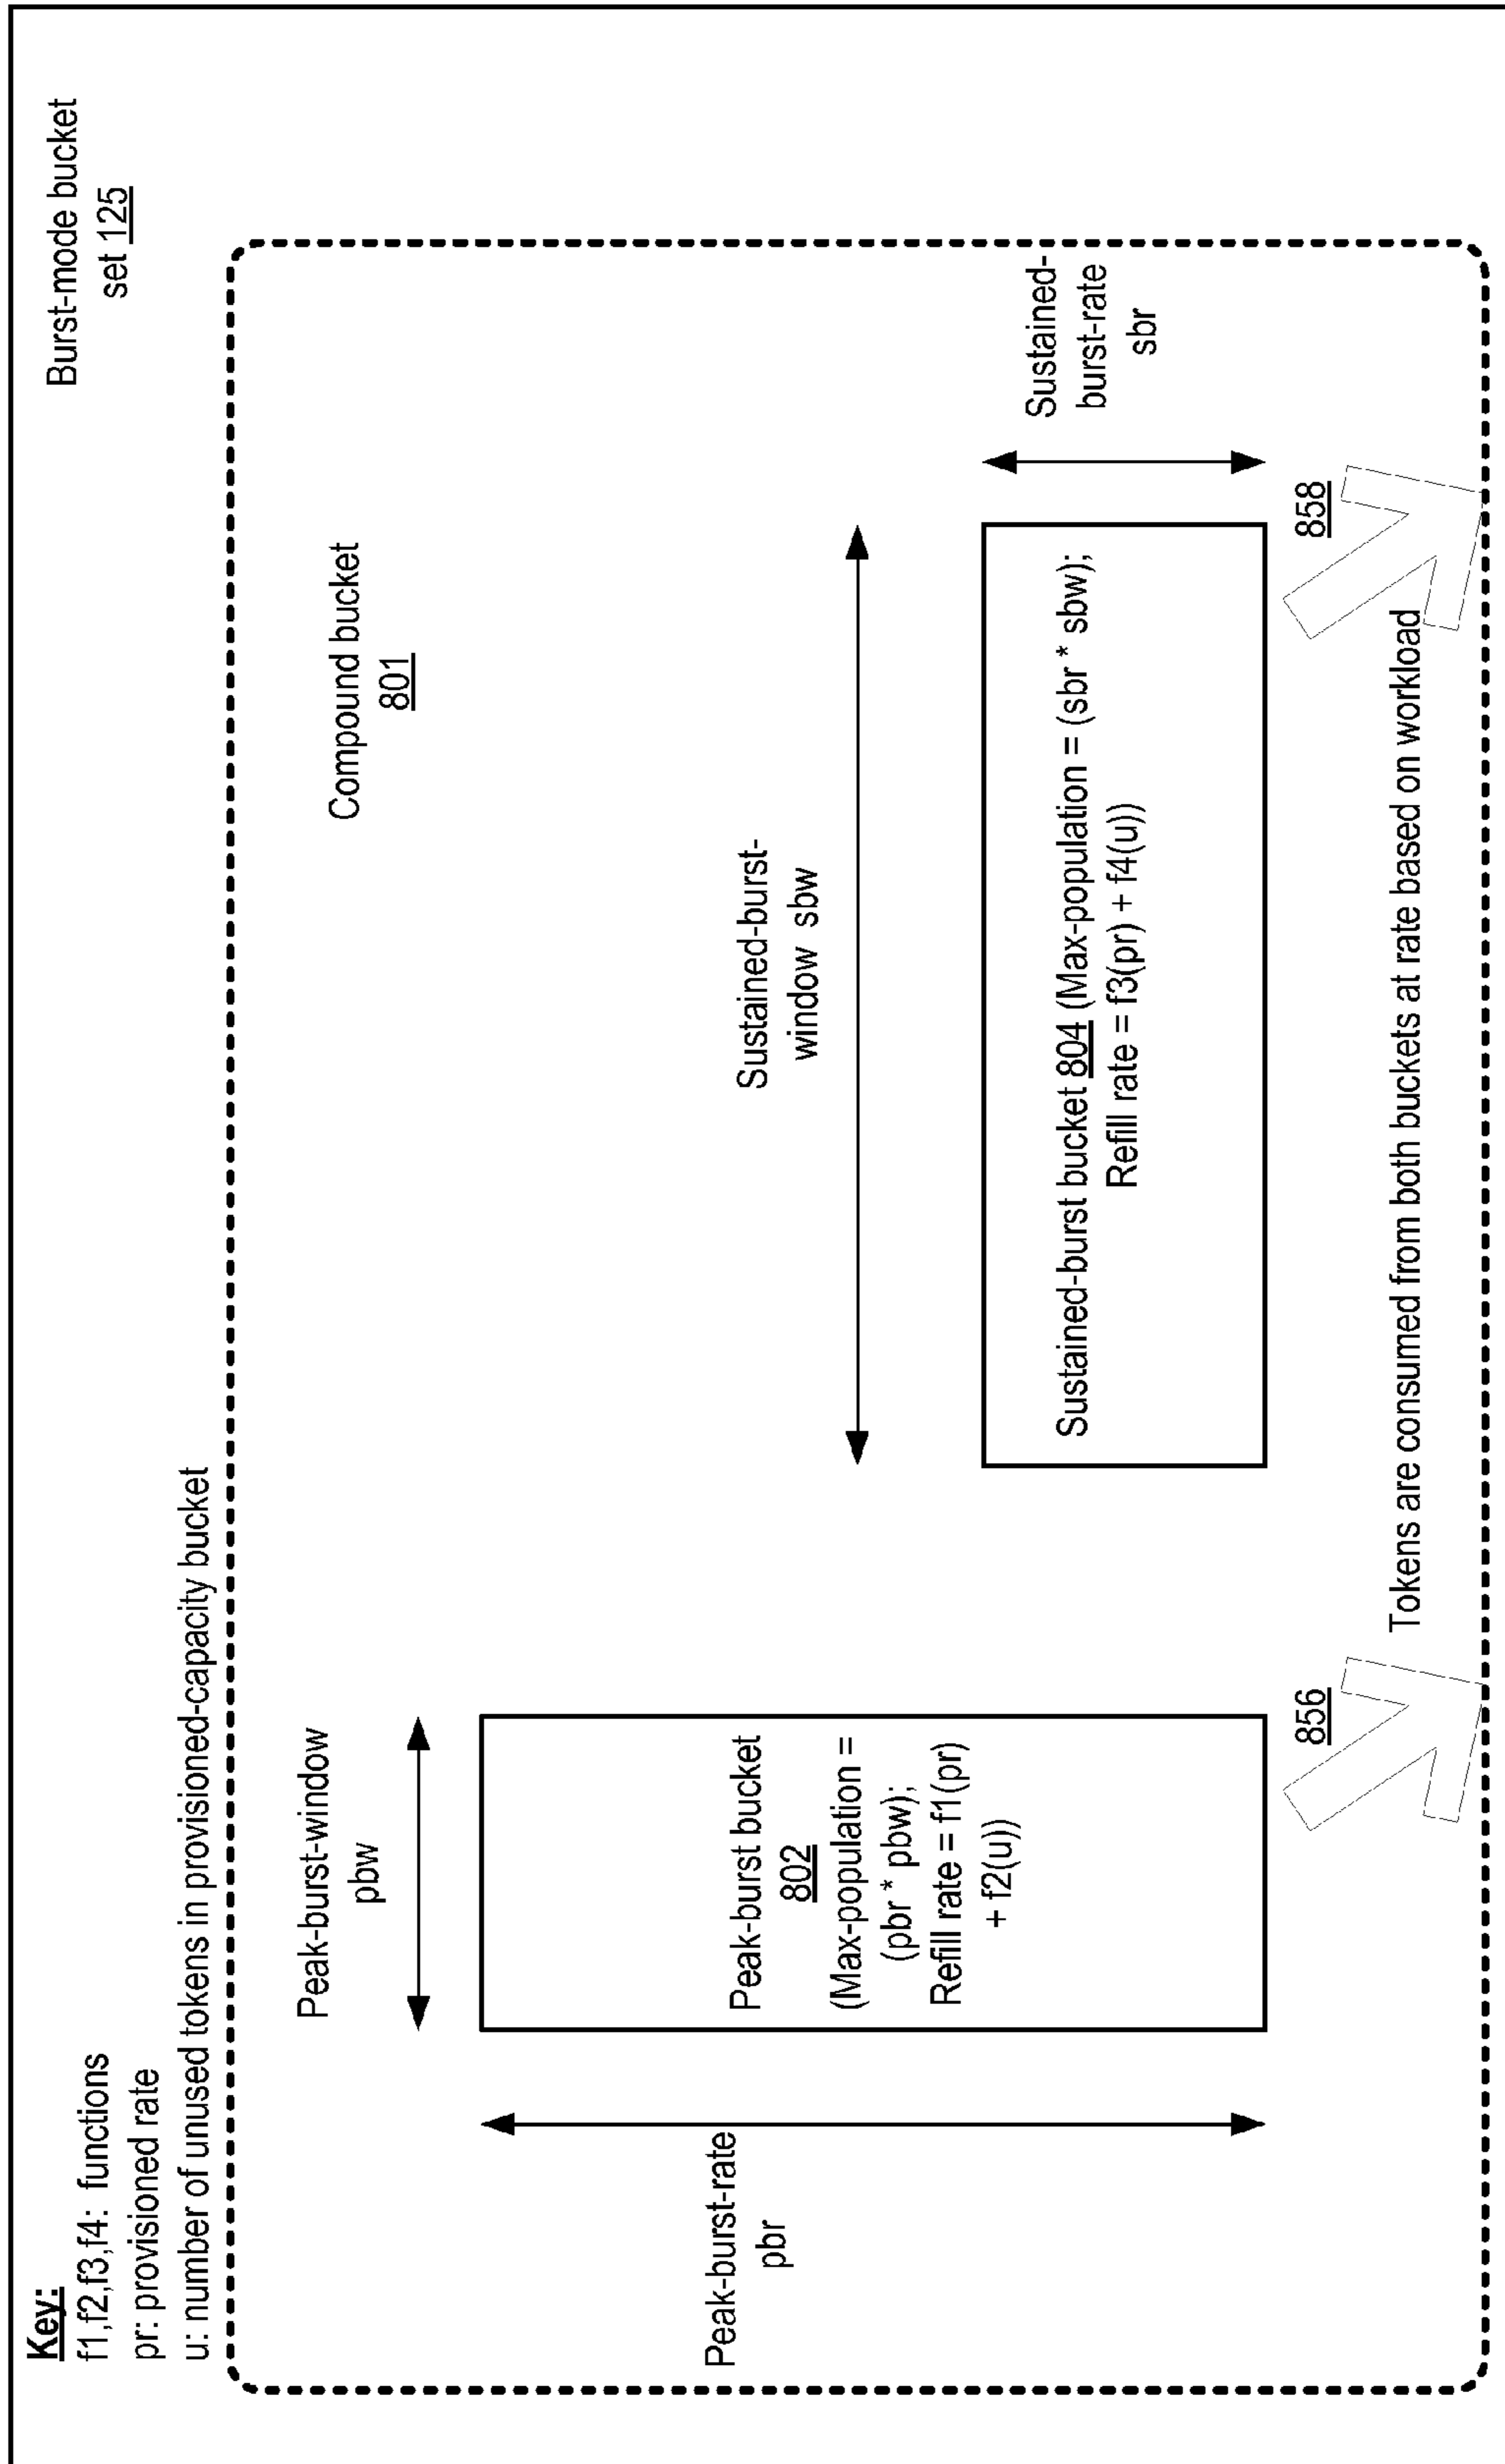 Key:
f1,f2,f3,f4: functions
pr: provisioned rate
u: number of unused tokens in provisioned-capacity bucket
Burst-mode bucket
set 125
Compound bucket
801
Peak-burst-window
pbw
Peak-burst-rate
pbr
Peak-burst bucket
802
(Max-population =
(pbr * pbw);
Refill rate = f1(pr)
+ f2(u))
Sustained-burst-
window sbw
Sustained-burst bucket 804 (Max-population = (sbr * sbw);
Refill rate = f3(pr) + f4(u))
Sustained-
burst-rate
sbr
856
858
Tokens are consumed from both buckets at rate based on workload